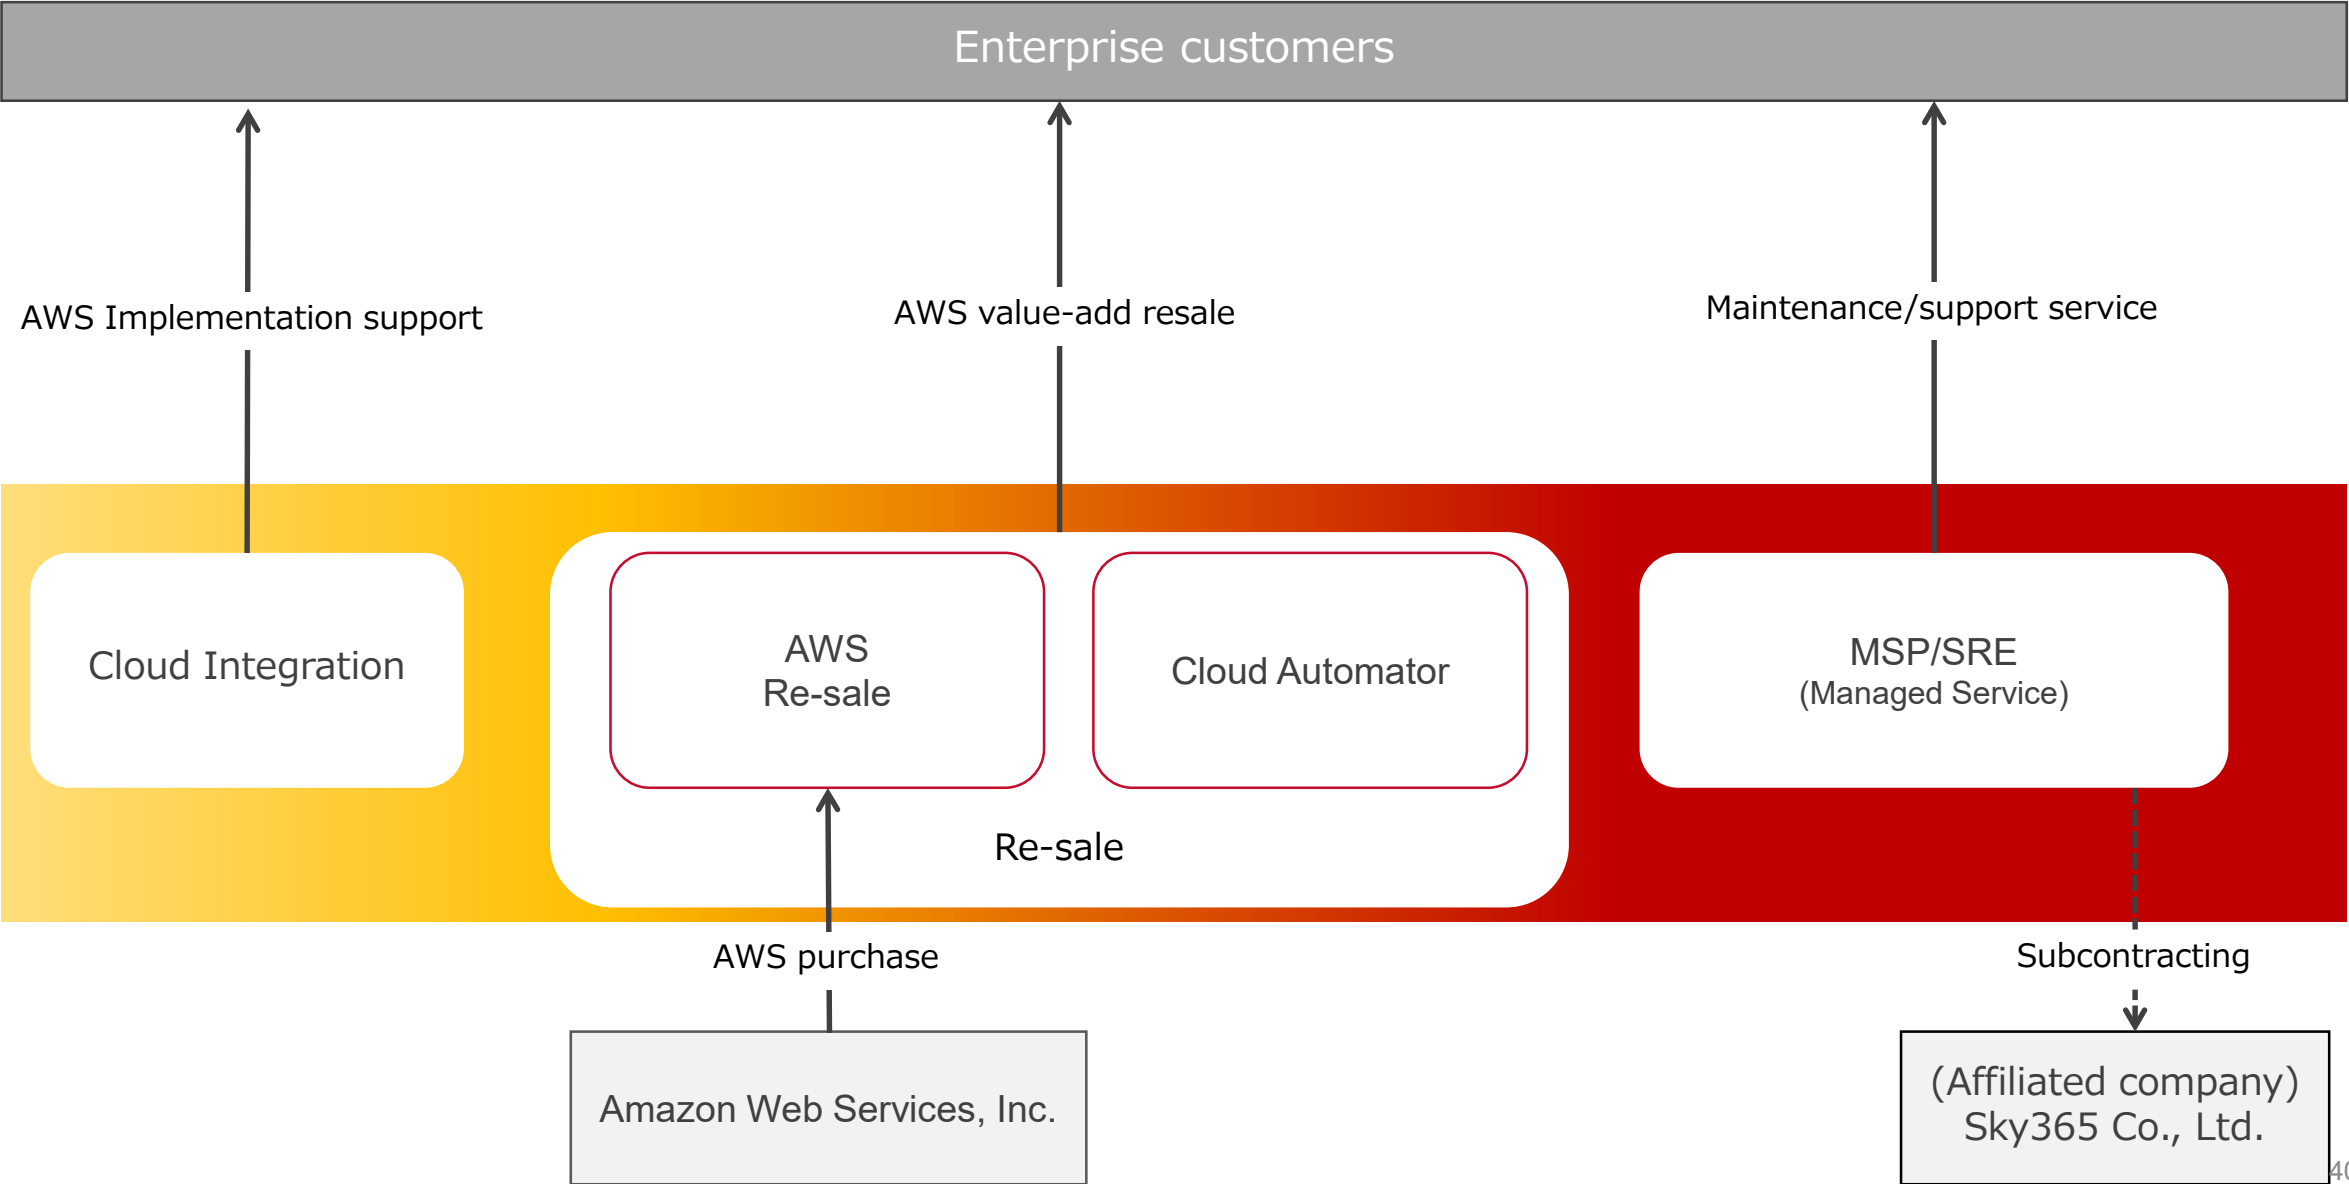 Enterprise customers
AWS Implementation support
AWS value-add resale
Maintenance/support service
Cloud Integration
AWS
Re-sale
Cloud Automator
MSP/SRE
(Managed Service)
Re-sale
AWS purchase
Subcontracting
Amazon Web Services, Inc.
(Affiliated company)
Sky365 Co., Ltd.